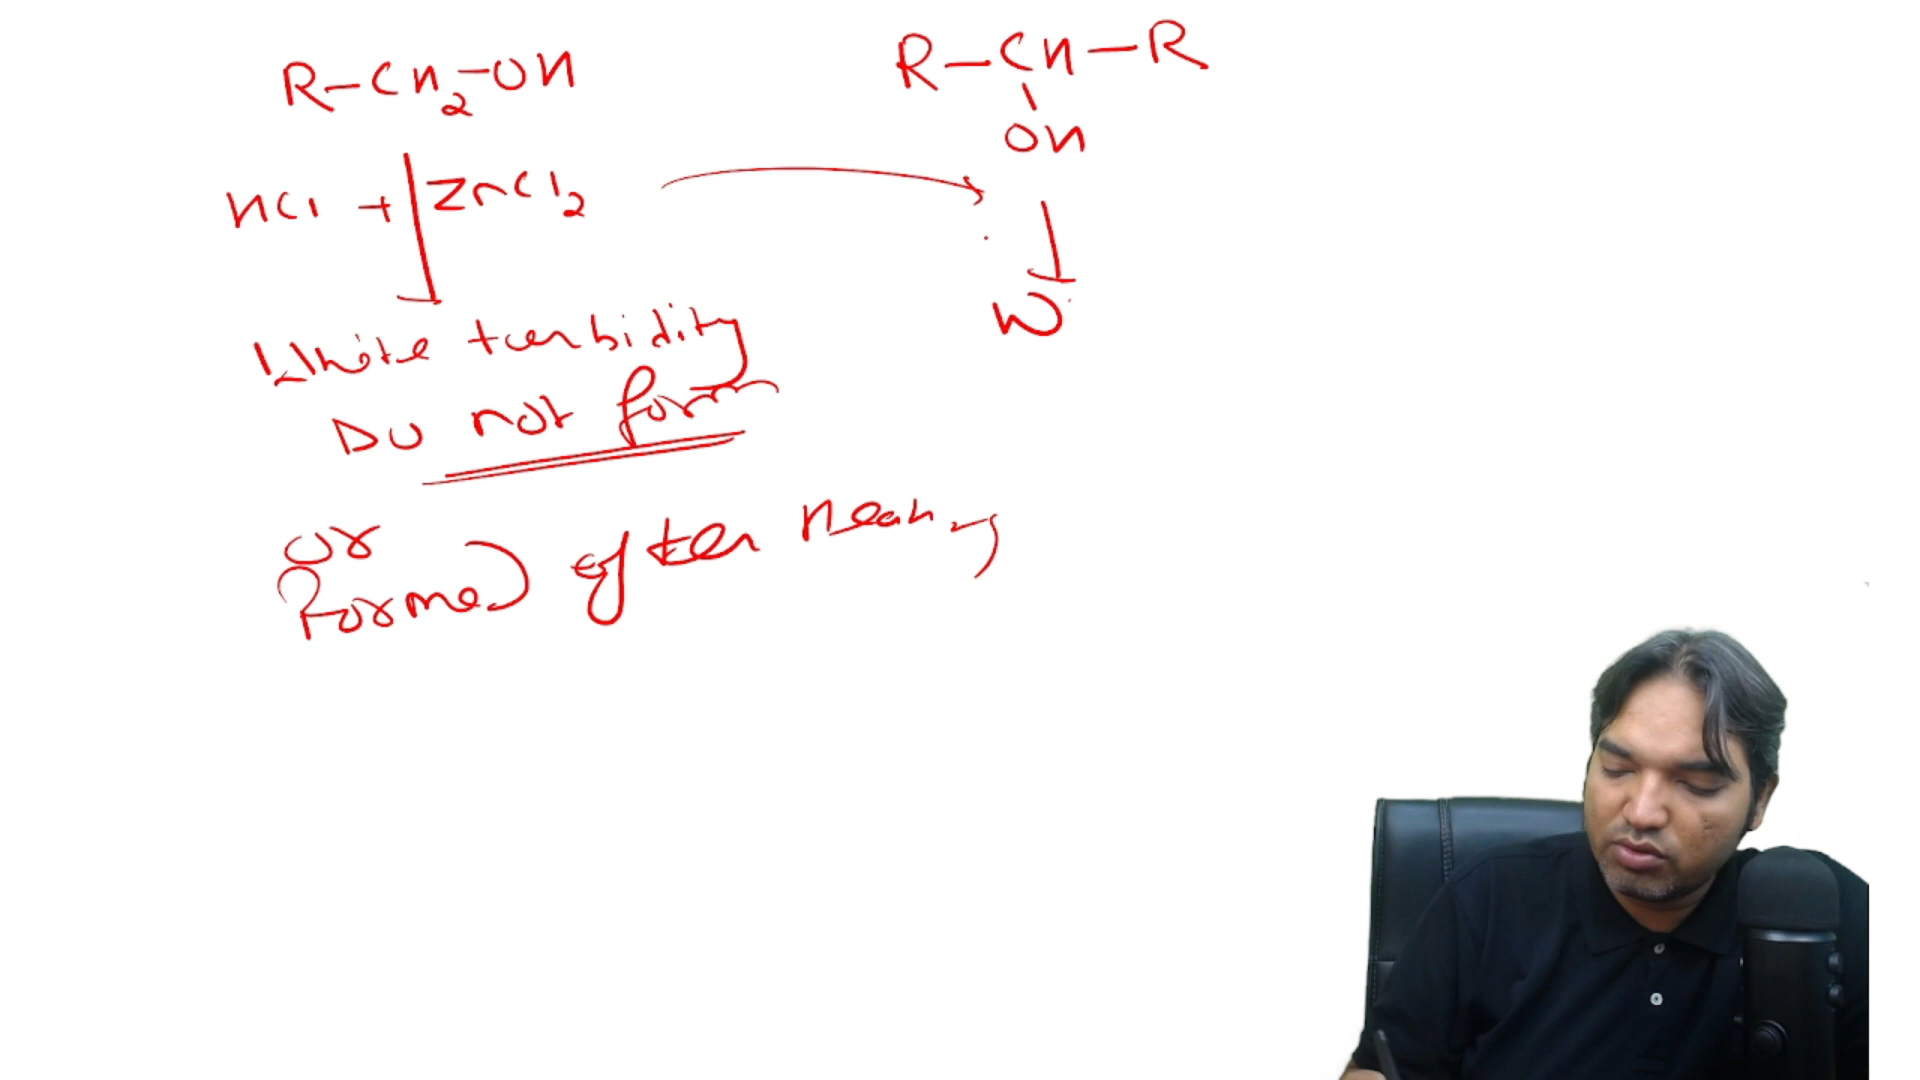 R-CH₂-OH
HCl + ZnCl₂
White turbidity
Do not form
or
formed after heating
R-CH-R
OH
W